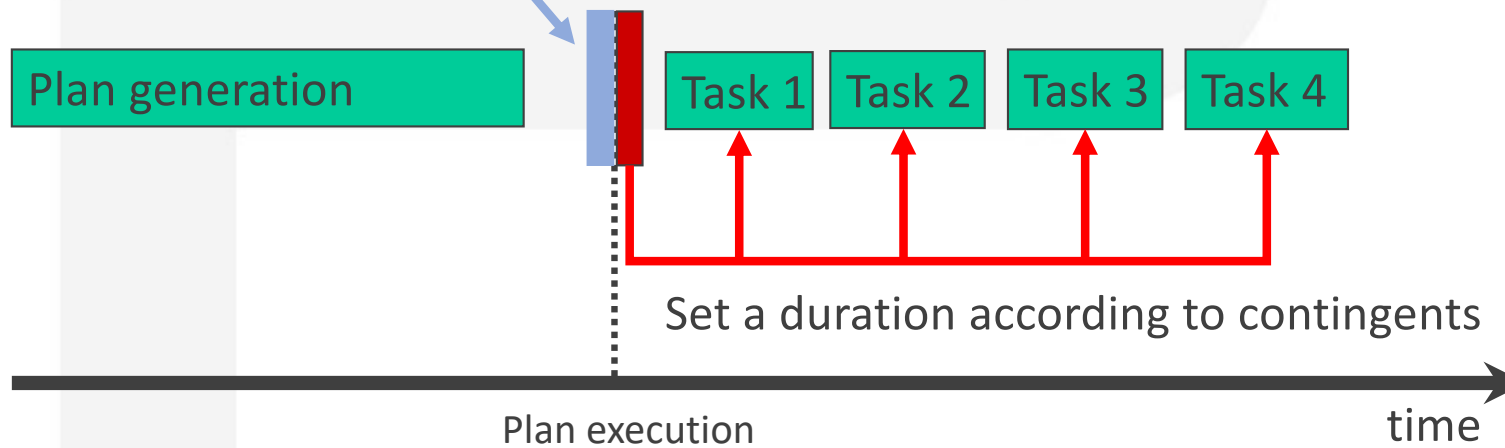 Plan generation
Task 1
Task 2
Task 3
Task 4
Set a duration according to contingents
Plan execution
time